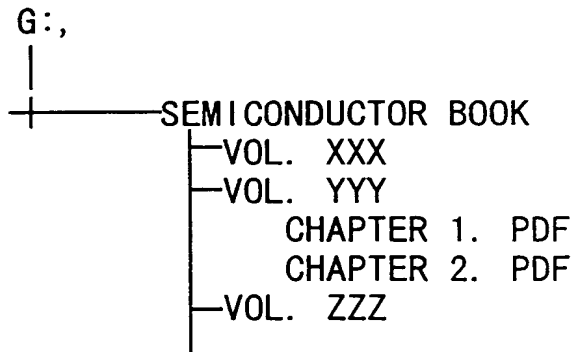 G:,
SEMICONDUCTOR BOOK
VOL. XXX
VOL. YYY
CHAPTER 1. PDF
CHAPTER 2. PDF
VOL. ZZZ